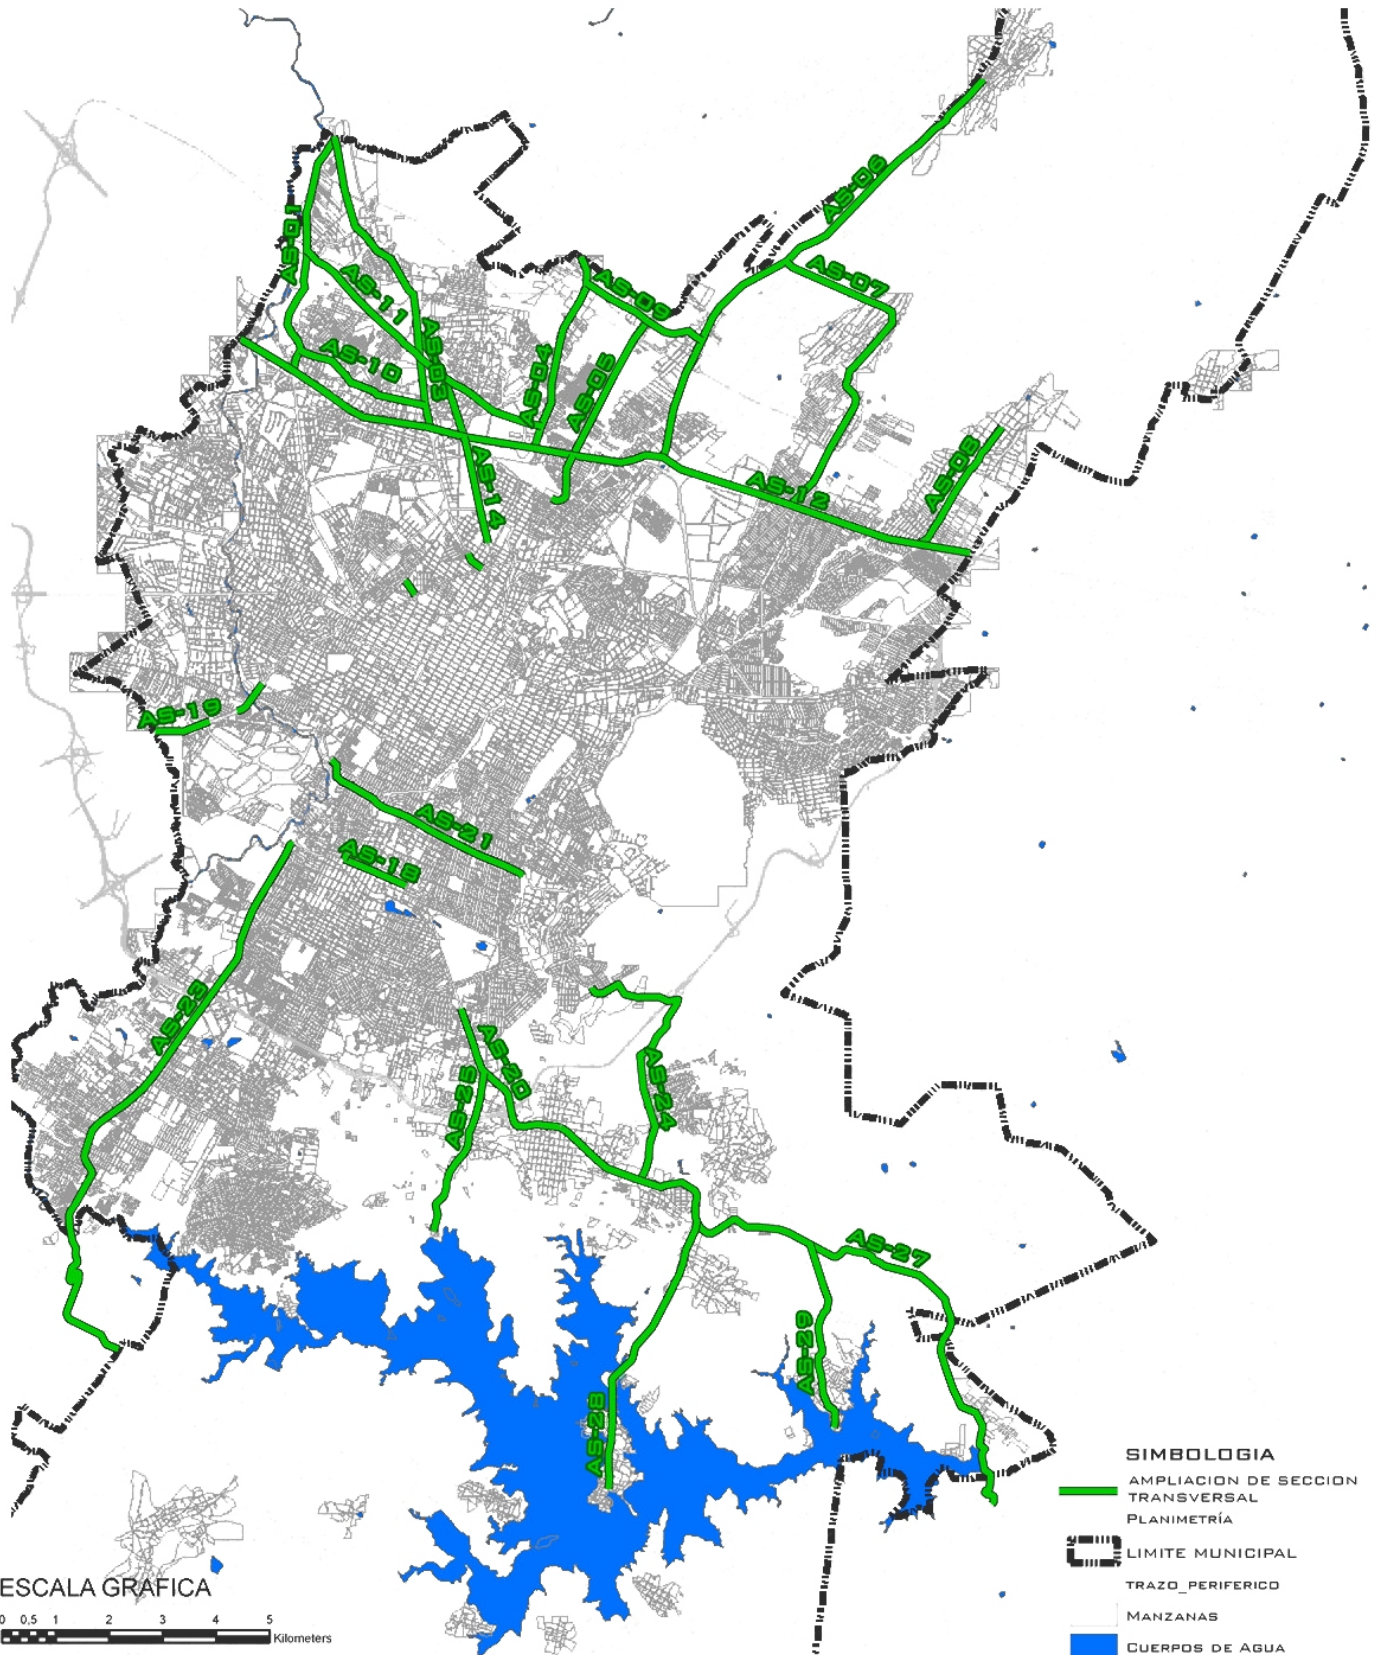 AS-06
AS-01
AS-07
AS-11
AS-09
AS-03
AS-10
AS-04
AS-05
AS-08
AS-14
AS-12
AS-19
AS-21
AS-18
AS-23
AS-20
AS-25
AS-24
AS-27
AS-29
AS-28
SIMBOLOGIA
AMPLIACION DE SECCION
TRANSVERSAL
PLANIMETRÍA
LIMITE MUNICIPAL
TRAZO_PERIFERICO
MANZANAS
CUERPOS DE AGUA
ESCALA GRAFICA
0 0,5 1 2 3 4 5
Kilometers